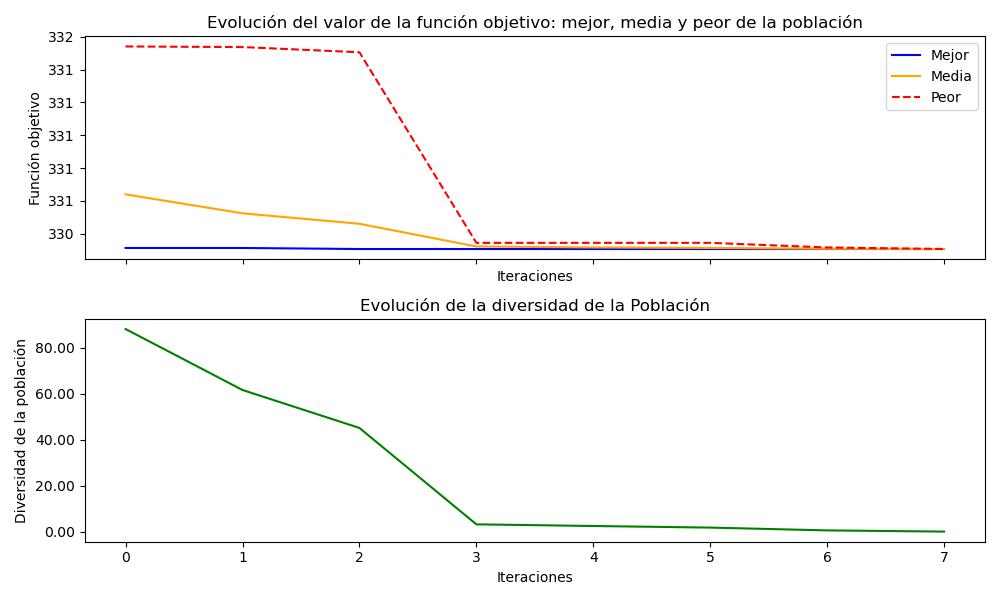 Evolución del valor de la función objetivo: mejor, media y peor de la población
332
331
331
331
331
331
330
Función objetivo
Mejor
Media
Peor
Iteraciones
Evolución de la diversidad de la Población
80.00
60.00
40.00
20.00
0.00
Diversidad de la población
0 1 2 3 4 5 6 7
Iteraciones